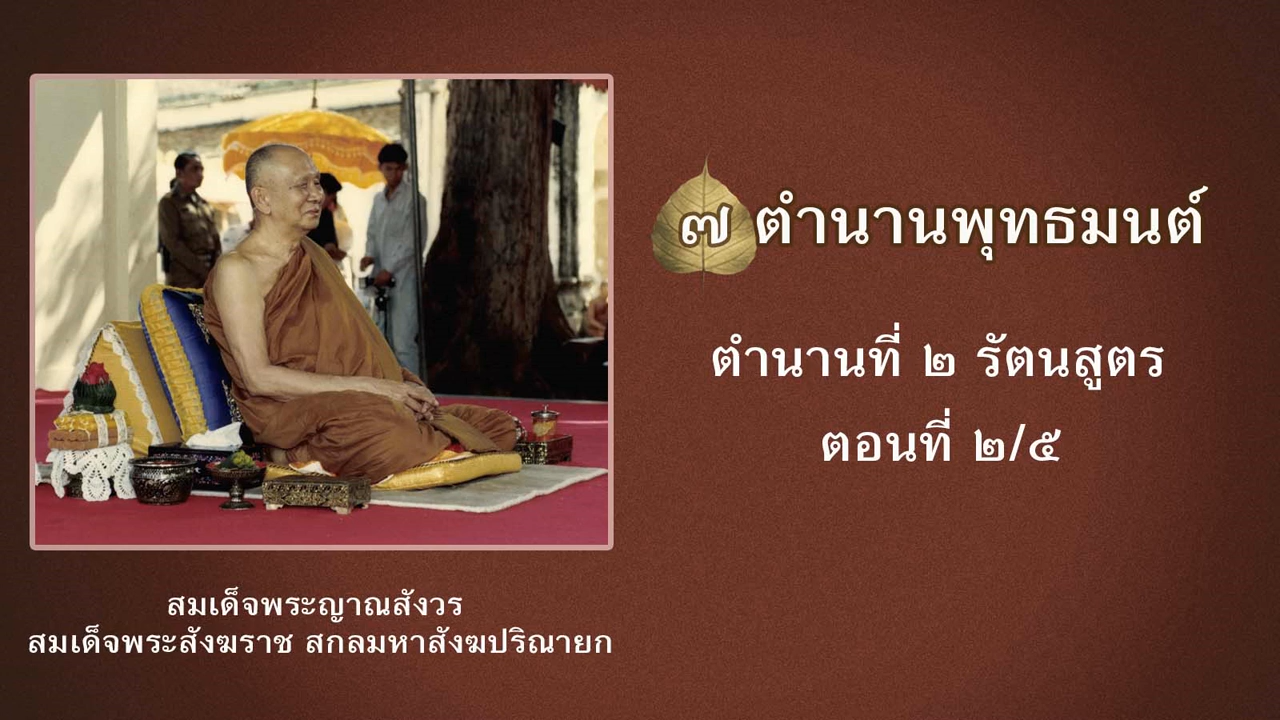 ๗ ตำนานพุทธมนต์
ตำนานที่ ๒ รัตนสูตร
ตอนที่ ๒/๕
สมเด็จพระญาณสังวร
สมเด็จพระสังฆราช สกลมหาสังฆปริณายก